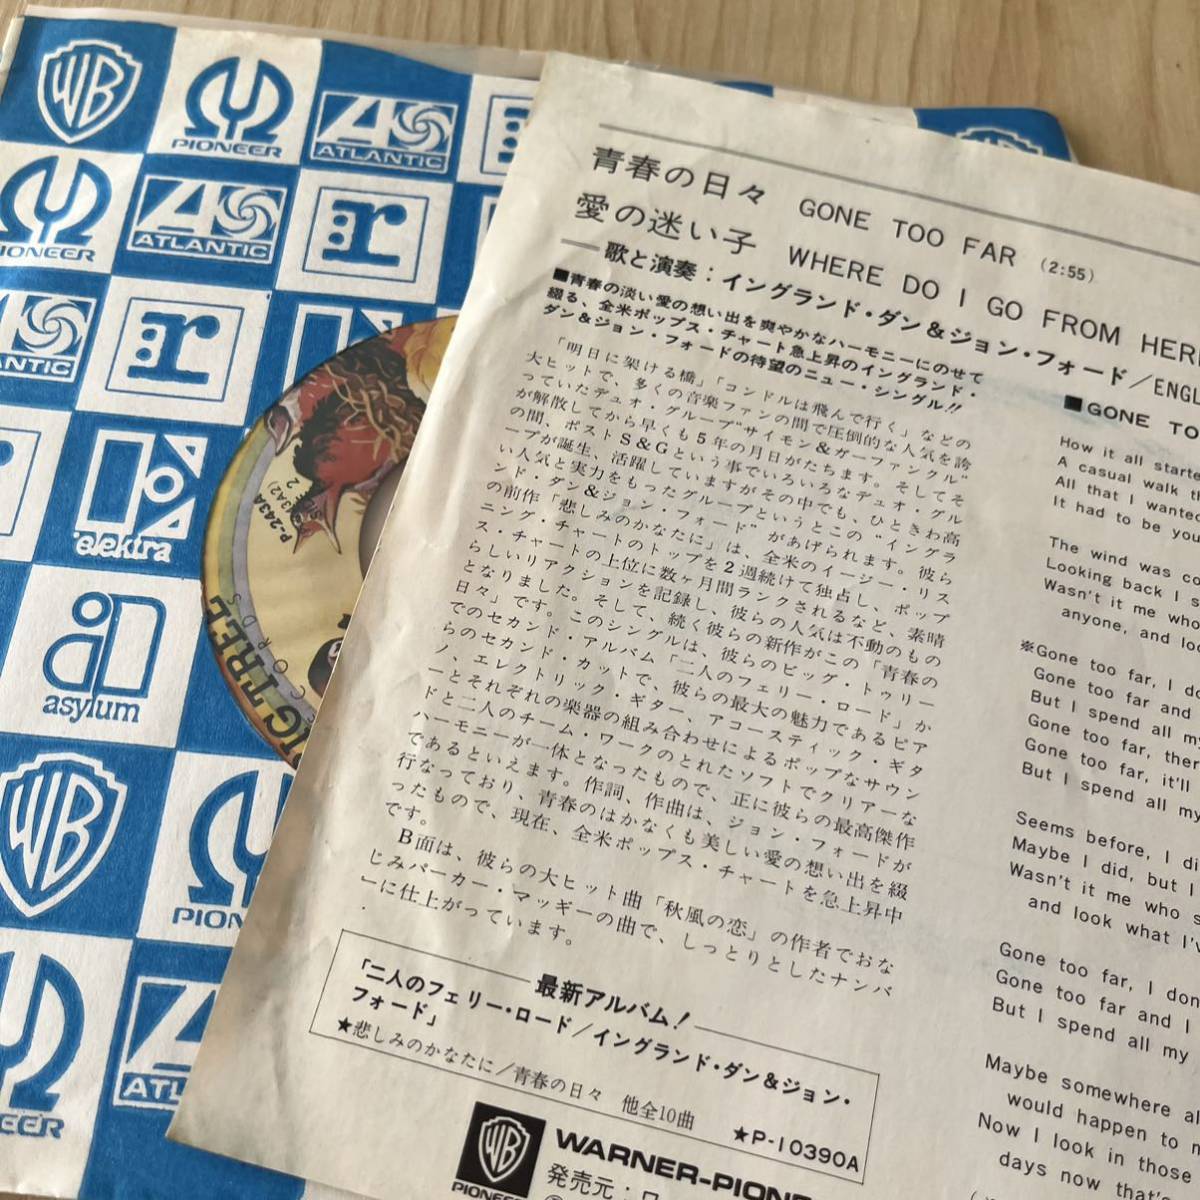 WB
PIONEER
ATLANTIC
PIONEER
ATLANTIC
r
ATLANTIC
r
elektra
asylum
WB
PIONEER
ATLANTIC
P-243A
BIG TREE
青春の日々 GONE TOO FAR (2:55)
愛の迷い子 WHERE DO I GO FROM HERE
歌と演奏：イングランド・ダン&ジョン・フォード/ENGL
■青春の淡い愛の想い出を爽やかなハーモニーにのせて
綴る、全米ポップス・チャート急上昇のイングランド・
ダン&ジョン・フォードの待望のニュー・シングル!!
「明日に架ける橋」「コンドルは飛んで行く」などの
大ヒットで、多くの音楽ファンの間で圧倒的な人気を誇
っていたデュオ・グループ"サイモン&ガーファンクル"
が解散してから早くも5年の月日がたちます。そしてそ
の間、ポストS&Gという事でいろいろなデュオ・グル
ープが誕生、活躍していますがその中でも、ひときわ高
い人気と実力をもったグループというとこの"イングラ
ンド・ダン&ジョン・フォード"があげられます。彼ら
の前作「悲しみのかなたに」は、全米のイージー・リス
ニング・チャートのトップを2週続けて独占し、ポップ
ス・チャートの上位に数ヶ月間ランクされるなど、素晴
らしいリアクションを記録し、彼らの人気は不動のもの
となりました。そして、続く彼らの新作がこの「青春の
日々」です。このシングルは、彼らのビッグ・トゥリー
でのセカンド・アルバム「二人のフェリー・ロード」か
らのセカンド・カットで、彼らの最大の魅力であるピア
ノ、エレクトリック・ギター、アコースティック・ギタ
ーとそれぞれの楽器の組み合わせによるポップなサウン
ドと二人のチーム・ワークのとれたソフトでクリアーな
ハーモニーが一体となったもので、正に彼らの最高傑作
であるといえます。作詞、作曲は、ジョン・フォードが
行なっており、青春のはかなくも美しい愛の想い出を綴
ったもので、現在、全米ポップス・チャートを急上昇中
です。
B面は、彼らの大ヒット曲「秋風の恋」の作者でおな
じみパーカー・マッギーの曲で、しっとりとしたナンバ
ーに仕上がっています。
最新アルバム!
「二人のフェリー・ロード/イングランド・ダン&ジョン・
フォード」
★悲しみのかなたに/青春の日々 他全10曲
★P-10390A
WB
PIONEER
WARNER-PION
発売元・ワ
■GONE TO
How it all starte
A casual walk t
All that I wanted
It had to be you
The wind was co
Looking back I s
Wasn't it me who
anyone, and loo
※Gone too far, I do
Gone too far and
But I spend all my
Gone too far, ther
Gone too far, it'll
But I spend all my
Seems before, I di
Maybe I did, but I
Wasn't it me who s
and look what I'v
Gone too far, I don
Gone too far and I
But I spend all my
Maybe somewhere al
would happen to m
Now I look in those
days now that's